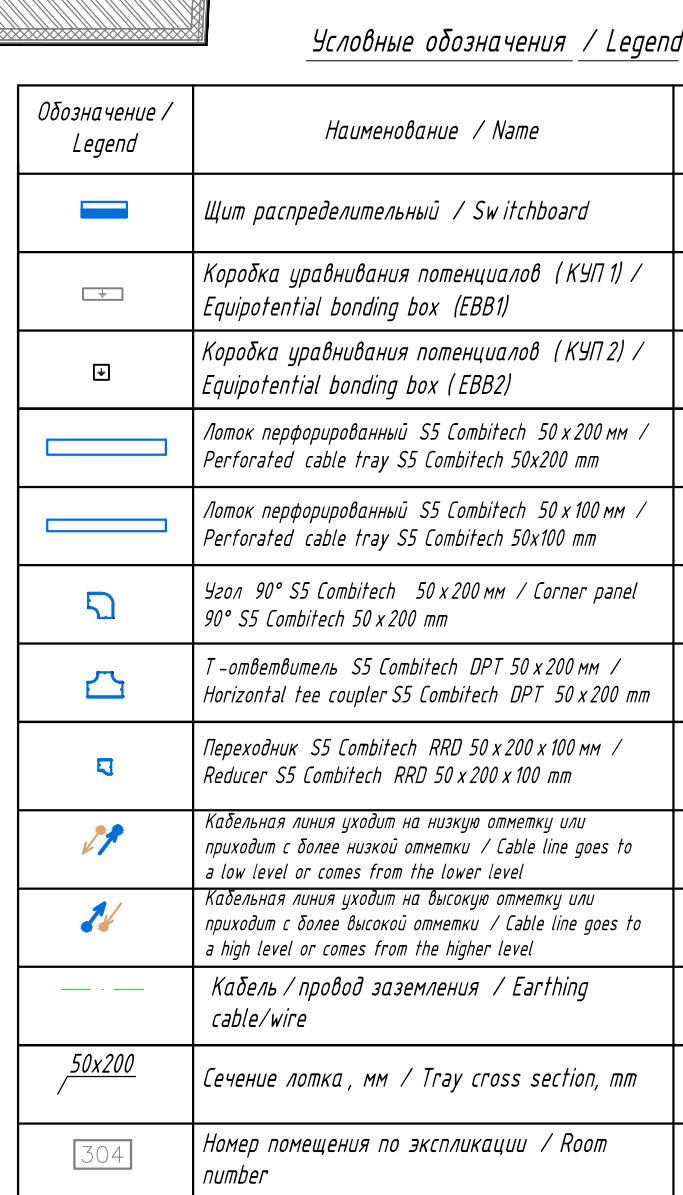 Условные обозначения / Legend
Обозначение /
Legend
Наименование / Name
Щит распределительный / Switchboard
Коробка уравнивания потенциалов (КУП 1) /
Equipotential bonding box (EBB1)
Коробка уравнивания потенциалов (КУП 2) /
Equipotential bonding box (EBB2)
Лоток перфорированный S5 Combitech 50 x 200 мм /
Perforated cable tray S5 Combitech 50x200 mm
Лоток перфорированный S5 Combitech 50 x 100 мм /
Perforated cable tray S5 Combitech 50x100 mm
Угол 90° S5 Combitech 50 x 200 мм / Corner panel
90° S5 Combitech 50 x 200 mm
Т-ответвитель S5 Combitech DPT 50 x 200 мм /
Horizontal tee coupler S5 Combitech DPT 50 x 200 mm
Переходник S5 Combitech RRD 50 x 200 x 100 мм /
Reducer S5 Combitech RRD 50 x 200 x 100 mm
Кабельная линия уходит на низкую отметку или
приходит с более низкой отметки / Cable line goes to
a low level or comes from the lower level
Кабельная линия уходит на высокую отметку или
приходит с более высокой отметки / Cable line goes to
a high level or comes from the higher level
Кабель / провод заземления / Earthing
cable/wire
50x200
Сечение лотка, мм / Tray cross section, mm
304
Номер помещения по экспликации / Room
number